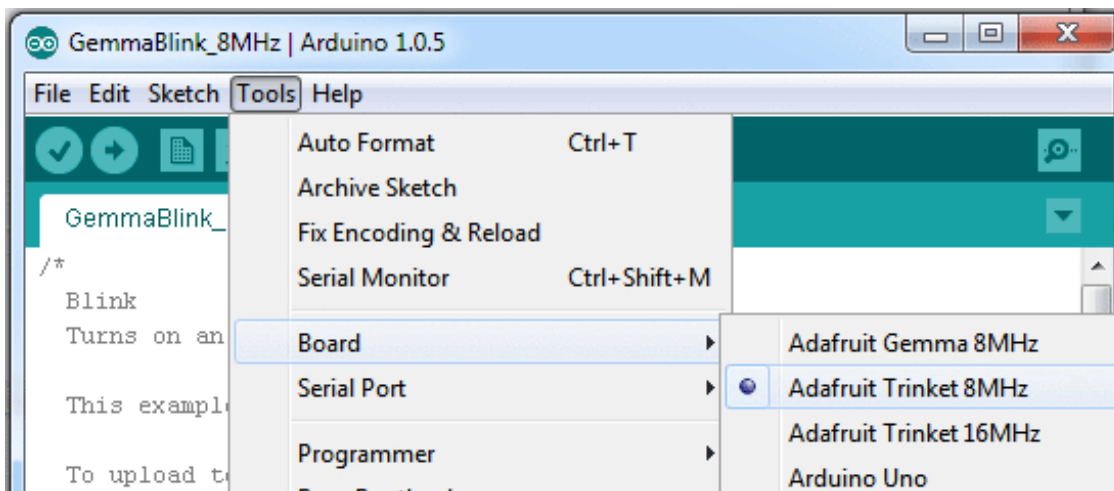 GemmaBlink_8MHz | Arduino 1.0.5
File Edit Sketch Tools Help
Auto Format Ctrl+T
Archive Sketch
GemmaBlink_
Fix Encoding & Reload
/*
Serial Monitor Ctrl+Shift+M
Blink
Turns on an
Board
Adafruit Gemma 8MHz
Serial Port
Adafruit Trinket 8MHz
This
Adafruit Trinket 16MHz
Programmer
To upload
Arduino Uno